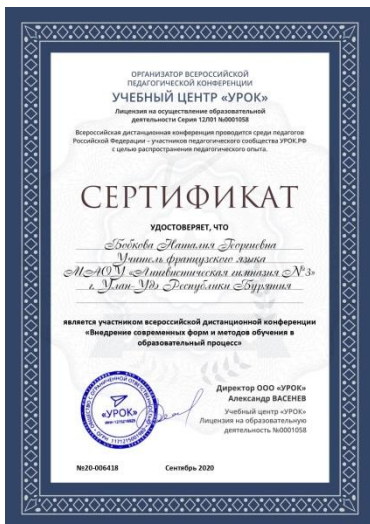 ОРГАНИЗАТОР ВСЕРОССИЙСКОЙ
ПЕДАГОГИЧЕСКОЙ КОНФЕРЕНЦИИ
УЧЕБНЫЙ ЦЕНТР «УРОК»
Лицензия на осуществление образовательной
деятельности Серия 12Л01 №0001058
Всероссийская дистанционная конференция проводится среди педагогов
Российской Федерации – участников педагогического сообщества УРОК.РФ
с целью распространения педагогического опыта.
СЕРТИФИКАТ
УДОСТОВЕРЯЕТ, ЧТО
Бобкова Наталия Георгиевна
Учитель французского языка
МАОУ «Лингвистическая гимназия №3»
г. Улан-Удэ Республики Бурятия
является участником всероссийской дистанционной конференции
«Внедрение современных форм и методов обучения в
образовательный процесс»
Директор ООО «УРОК»
Александр ВАСЕНЕВ
Учебный центр «УРОК»
Лицензия на образовательную
деятельность №0001058
«УРОК»
№20-006418 Сентябрь 2020